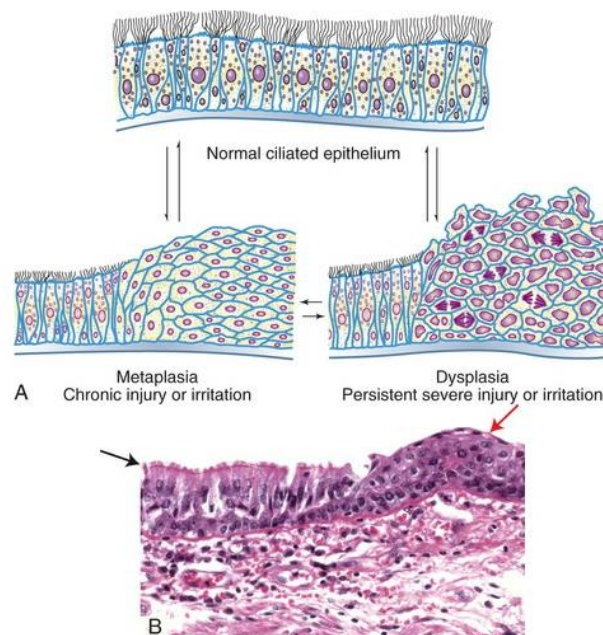 Normal ciliated epithelium
Metaplasia
Chronic injury or irritation
Dysplasia
Persistent severe injury or irritation
A
B